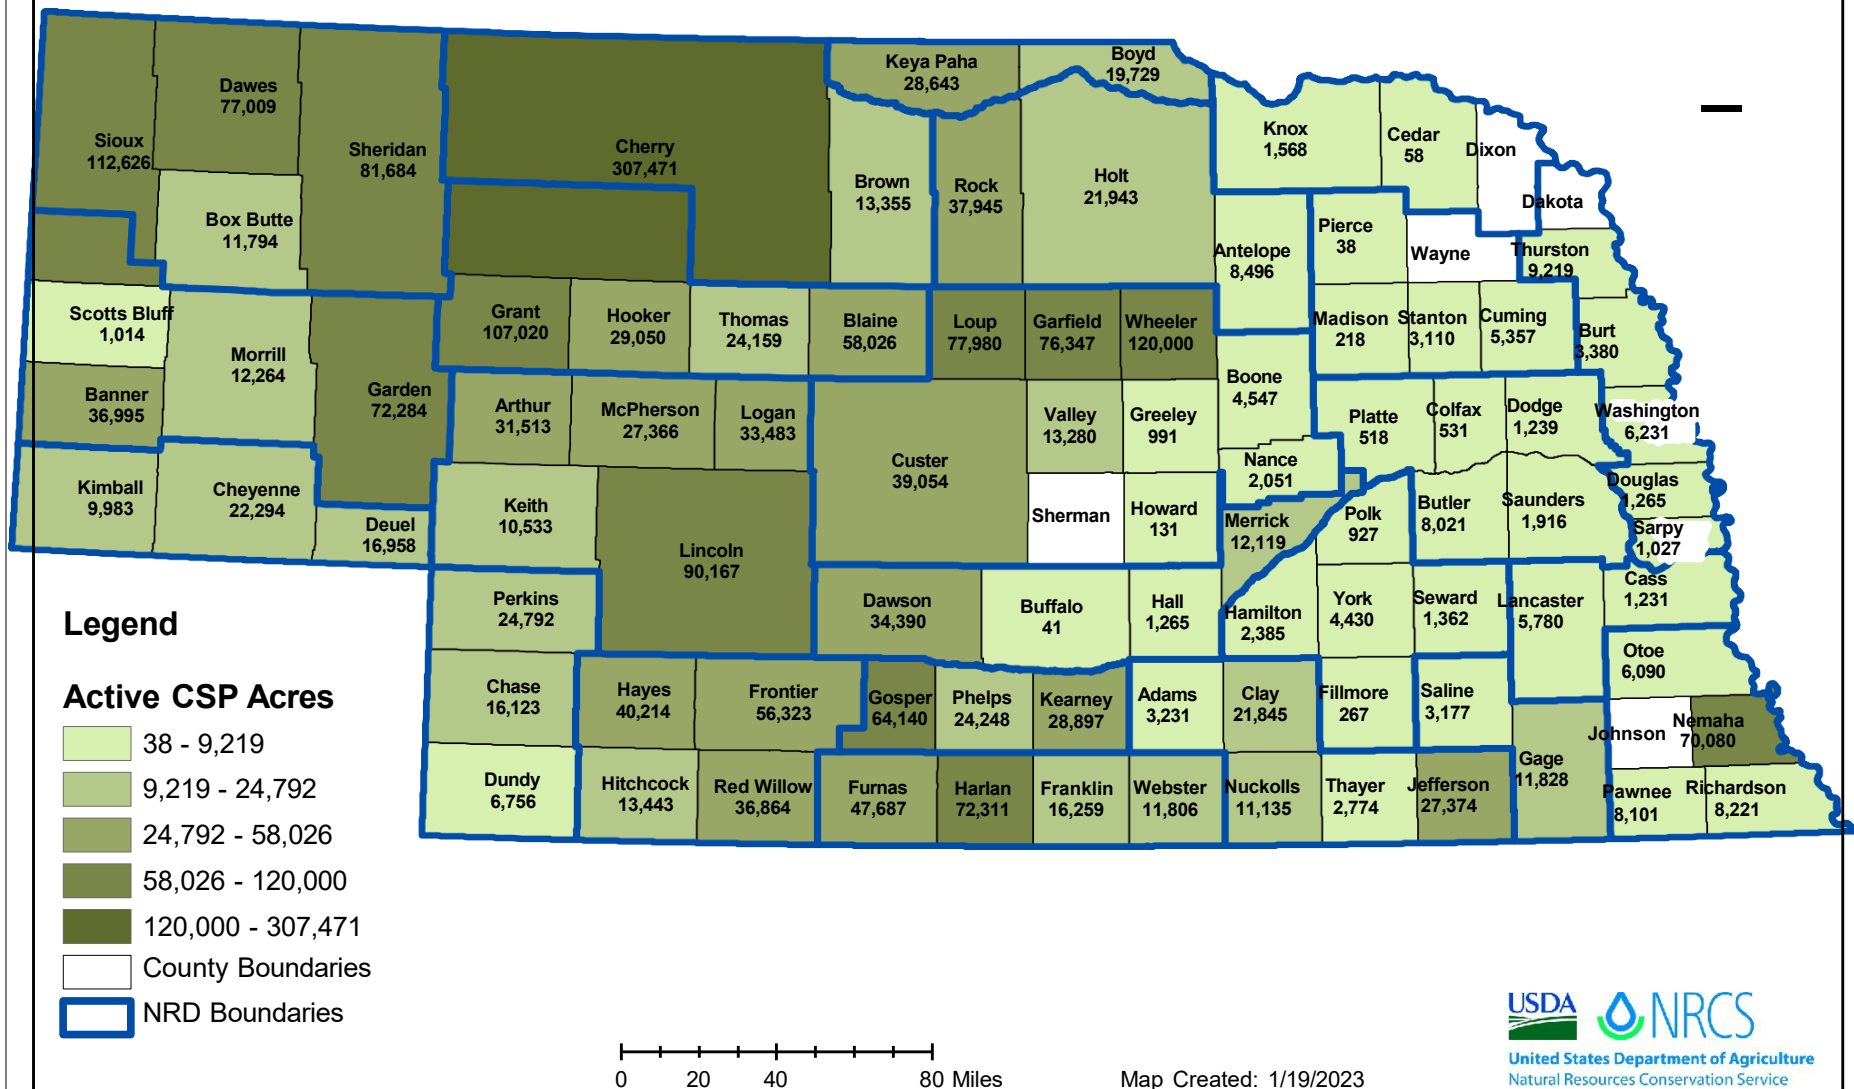 Keya Paha
28,643
Boyd
19,729
Dawes
77,009
Sioux
112,626
Sheridan
81,684
Cherry
307,471
Knox
1,568
Cedar
58
Dixon
Brown
13,355
Rock
37,945
Holt
21,943
Dakota
Box Butte
11,794
Antelope
8,496
Pierce
38
Wayne
Thurston
9,219
Scotts Bluff
1,014
Morrill
12,264
Grant
107,020
Hooker
29,050
Thomas
24,159
Blaine
58,026
Loup
77,980
Garfield
76,347
Wheeler
120,000
Madison
218
Stanton
3,110
Cuming
5,357
Burt
3,380
Banner
36,995
Garden
72,284
Arthur
31,513
McPherson
27,366
Logan
33,483
Boone
4,547
Custer
39,054
Valley
13,280
Greeley
991
Platte
518
Colfax
531
Dodge
1,239
Washington
6,231
Kimball
9,983
Cheyenne
22,294
Deuel
16,958
Keith
10,533
Lincoln
90,167
Sherman
Howard
131
Nance
2,051
Merrick
12,119
Polk
927
Butler
8,021
Saunders
1,916
Douglas
1,265
Sarpy
1,027
Perkins
24,792
Dawson
34,390
Buffalo
41
Hall
1,265
Hamilton
2,385
York
4,430
Seward
1,362
Lancaster
5,780
Cass
1,231
Otoe
6,090
Chase
16,123
Hayes
40,214
Frontier
56,323
Gosper
64,140
Phelps
24,248
Kearney
28,897
Adams
3,231
Clay
21,845
Fillmore
267
Saline
3,177
Johnson
Nemaha
70,080
Dundy
6,756
Hitchcock
13,443
Red Willow
36,864
Furnas
47,687
Harlan
72,311
Franklin
16,259
Webster
11,806
Nuckolls
11,135
Thayer
2,774
Jefferson
27,374
Gage
11,828
Pawnee
8,101
Richardson
8,221
Legend
Active CSP Acres
38 - 9,219
9,219 - 24,792
24,792 - 58,026
58,026 - 120,000
120,000 - 307,471
County Boundaries
NRD Boundaries
0 20 40 80 Miles
Map Created: 1/19/2023
USDA NRCS
United States Department of Agriculture
Natural Resources Conservation Service